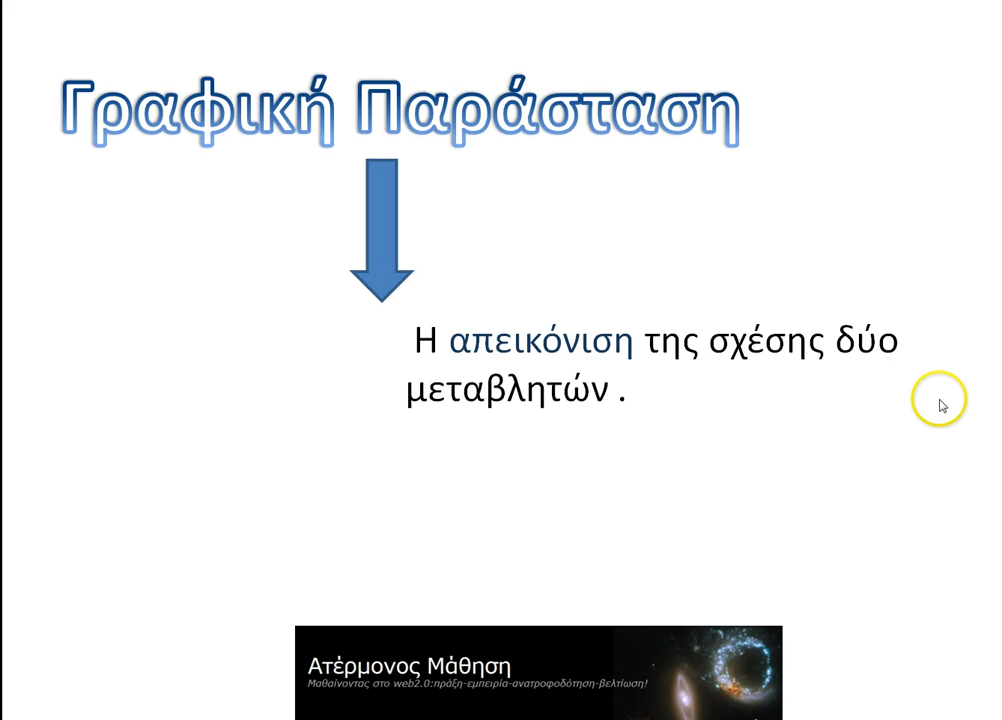 Γραφική Παράσταση
Η απεικόνιση της σχέσης δύο
μεταβλητών .
Ατέρμονος Μάθηση
Μαθαίνοντας στο web2.0:πράξη-εμπειρία-ανατροφοδότηση-βελτίωση!